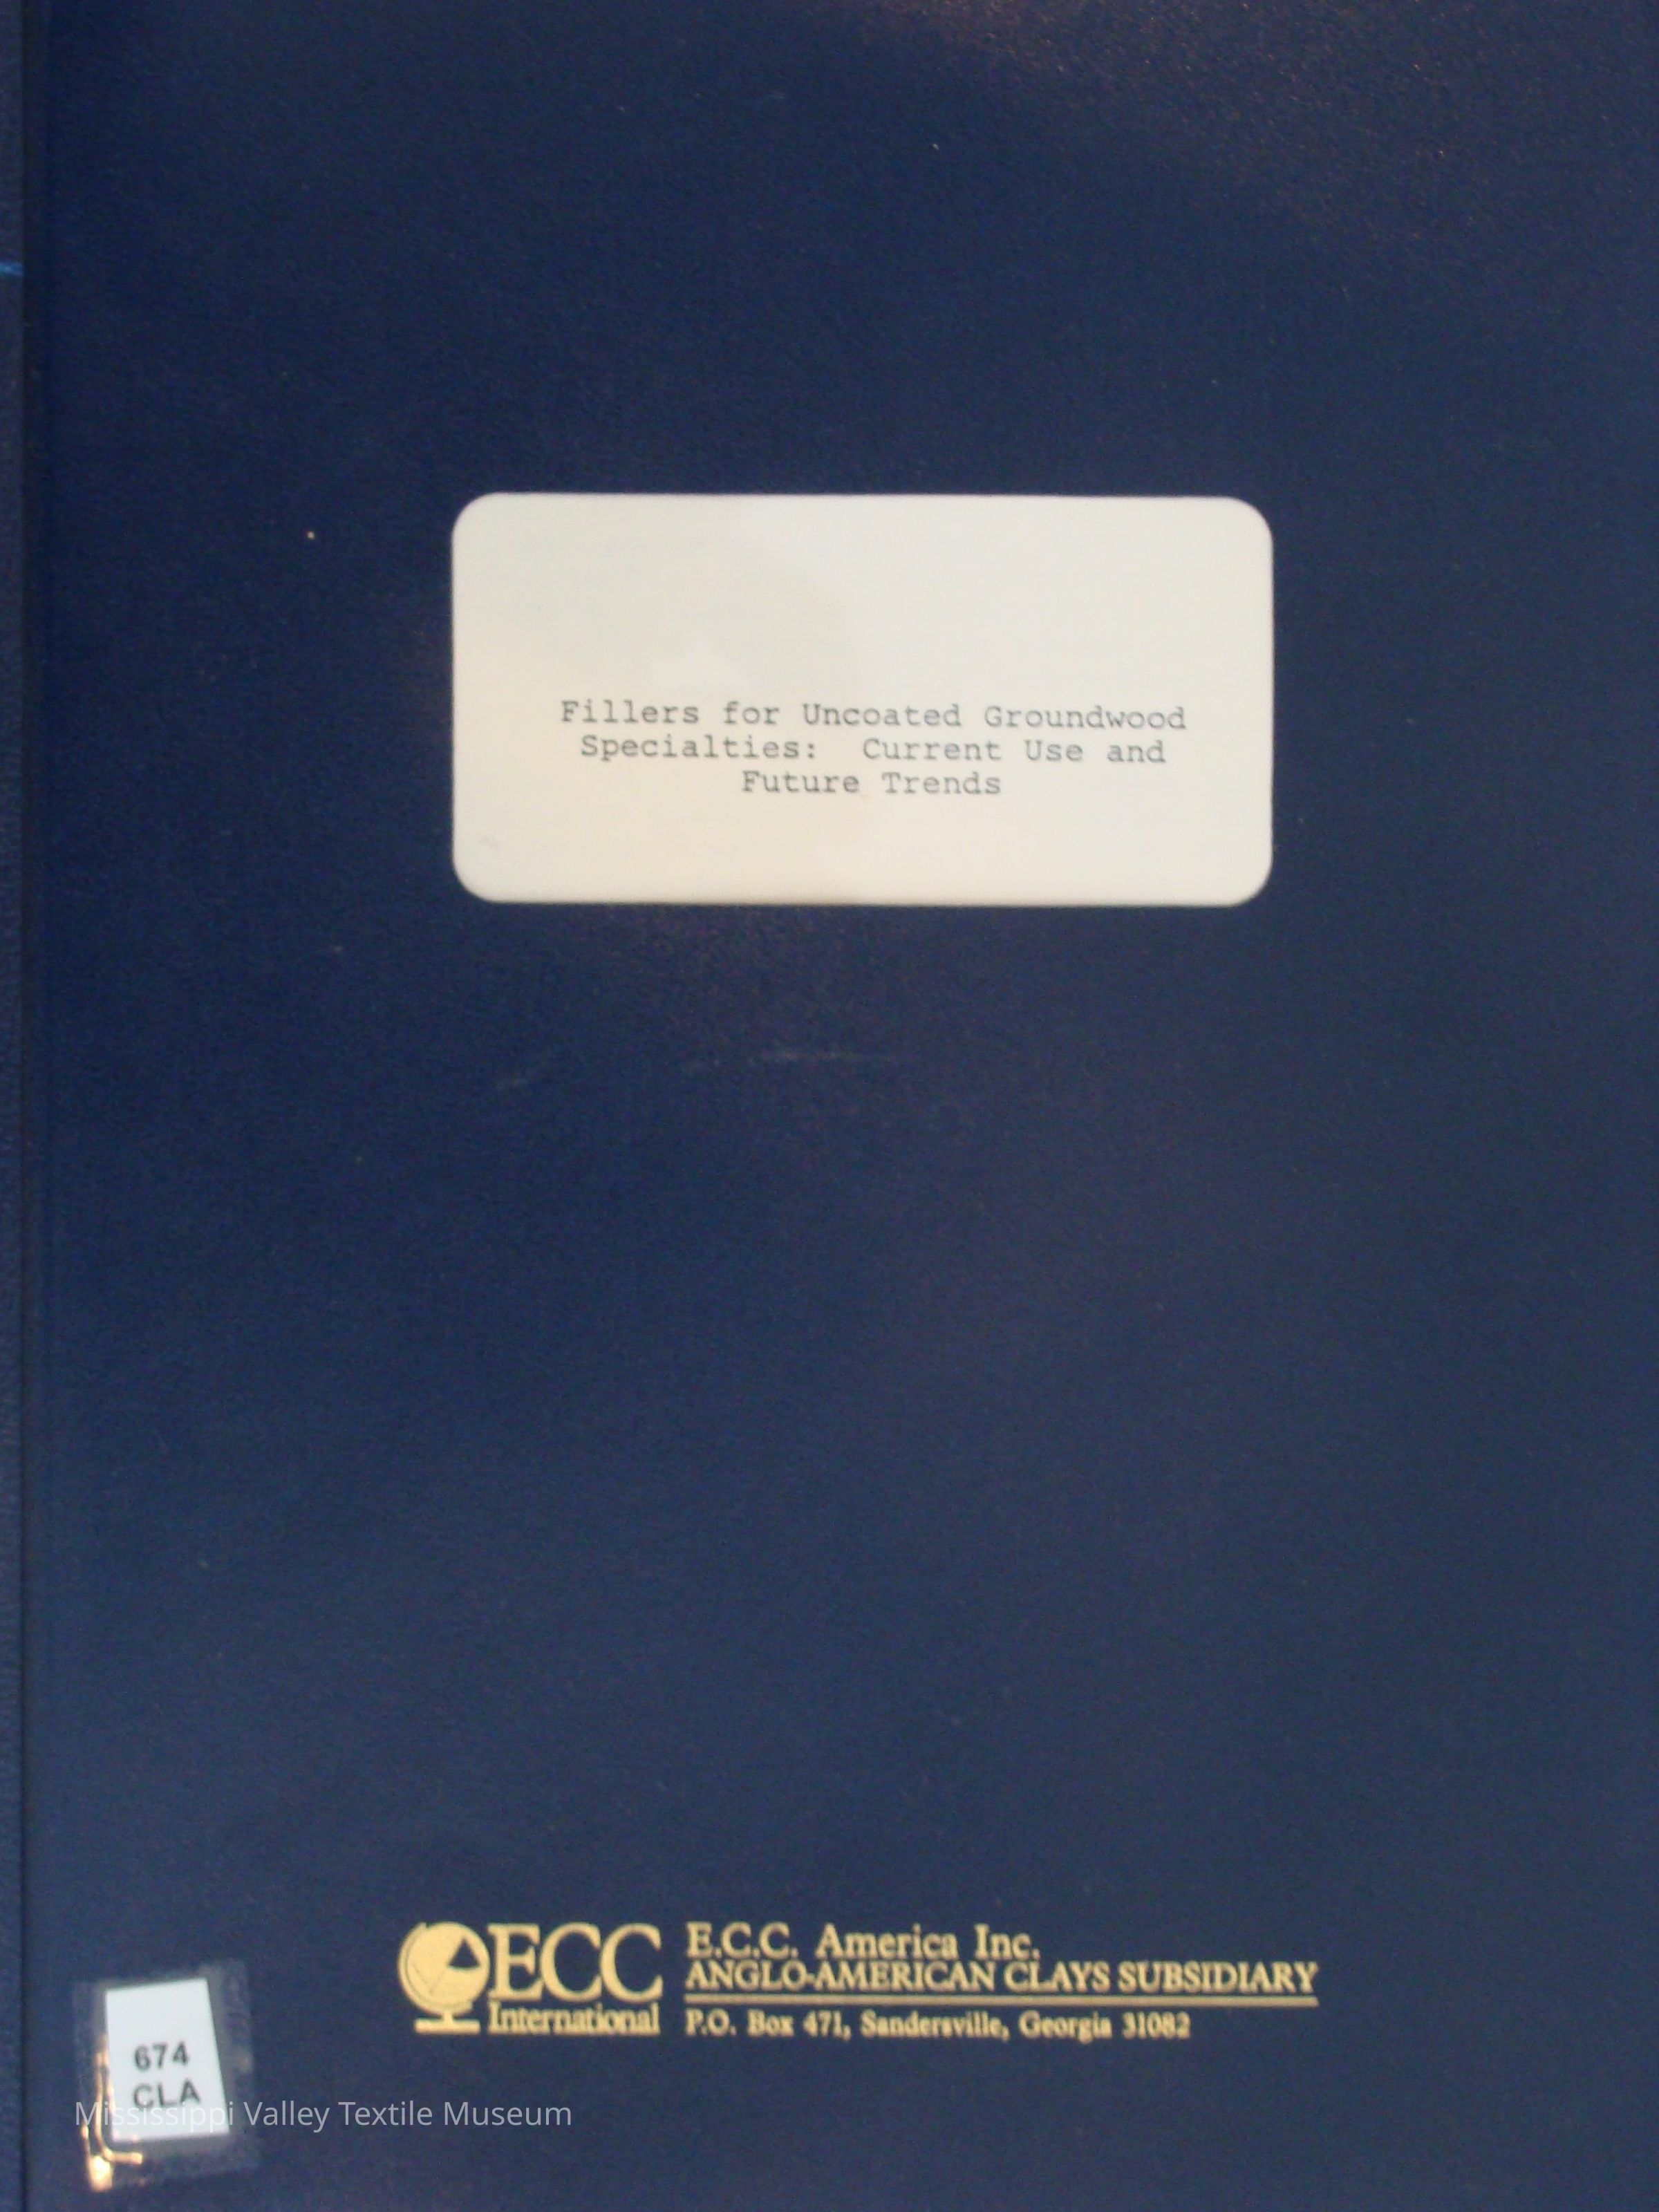 Fillers for Uncoated Groundwood
Specialties: Current Use and
Future Trends
ECC
International
E.C.C. America Inc.
ANGLO-AMERICAN CLAYS SUBSIDIARY
P.O. Box 471, Sandersville, Georgia 31082
674
CLA
Mississippi Valley Textile Museum